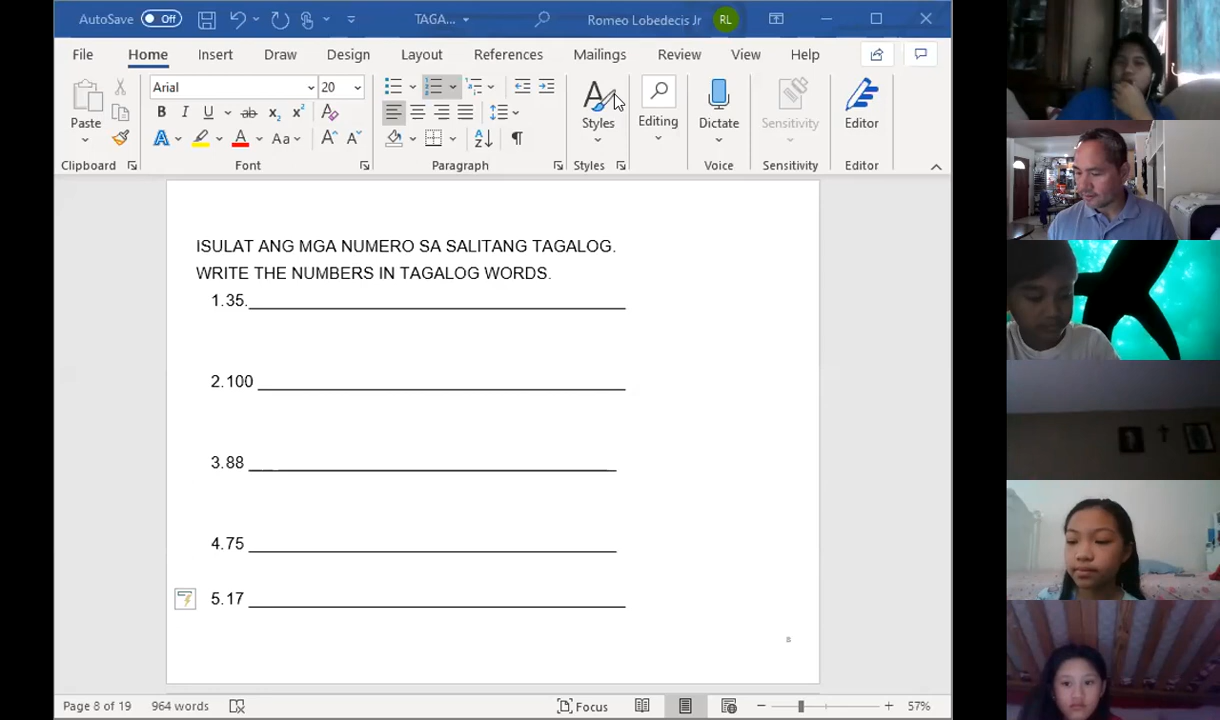 AutoSave Off TAGA... Romeo Lobedecis Jr RL
File Home Insert Draw Design Layout References Mailings Review View Help
Arial 20
Paste Styles Editing Dictate Sensitivity Editor
Clipboard Font Paragraph Styles Voice Sensitivity Editor
ISULAT ANG MGA NUMERO SA SALITANG TAGALOG.
WRITE THE NUMBERS IN TAGALOG WORDS.
1.35.
2.100
3.88
4.75
5.17
8
Page 8 of 19 964 words Focus 57%